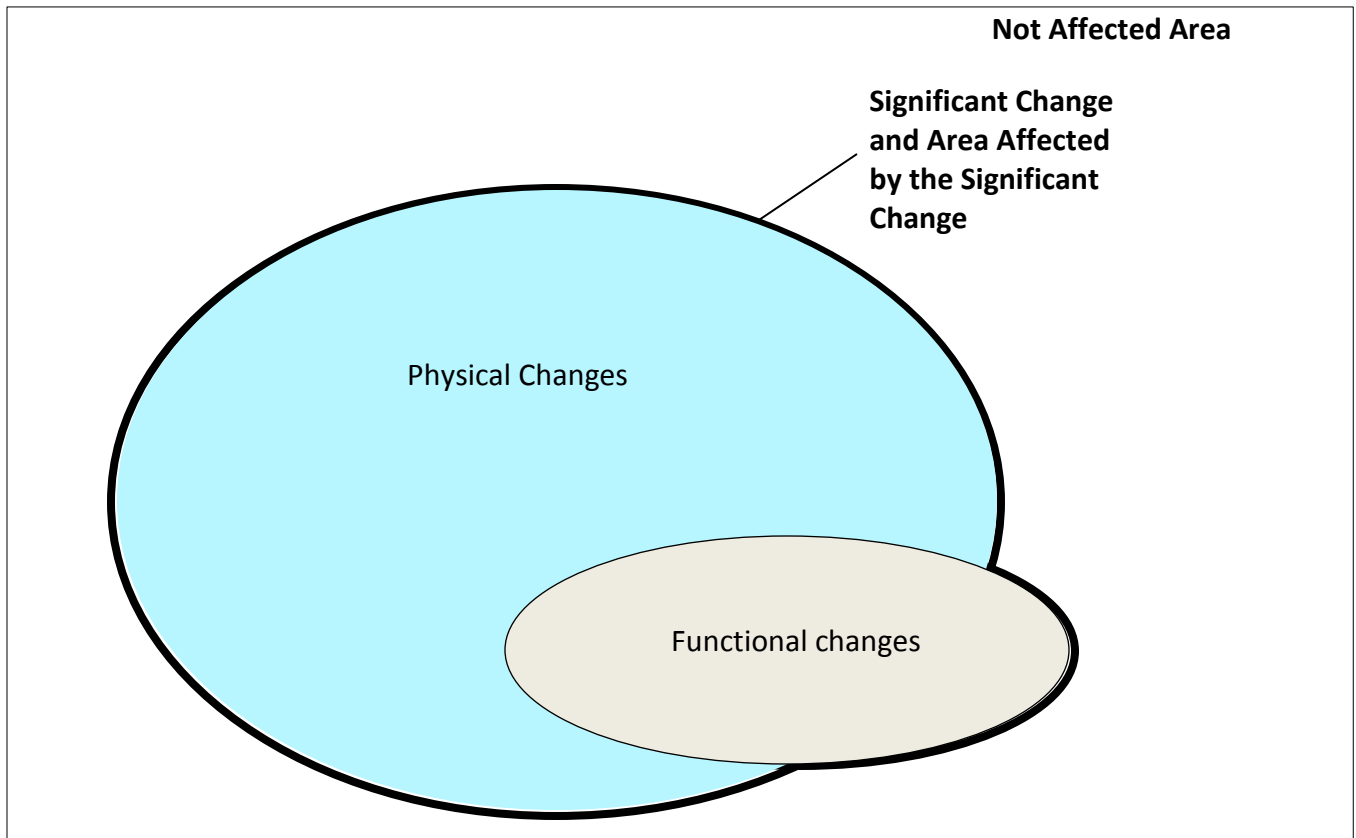 Not Affected Area
Significant Change
and Area Affected
by the Significant
Change
Physical Changes
Functional changes